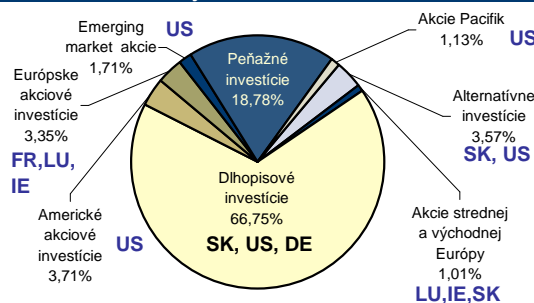 Emerging
market akcie
1,71%
US
Peňažné
investície
18,78%
Akcie Pacifik
1,13%
US
Európske
akciové
investície
3,35%
FR,LU,
IE
Alternatívne
investície
3,57%
SK, US
Dlhopisové
investície
66,75%
SK, US, DE
Americké
akciové
investície
3,71%
US
Akcie strednej
a východnej
Európy
1,01%
LU,IE,SK